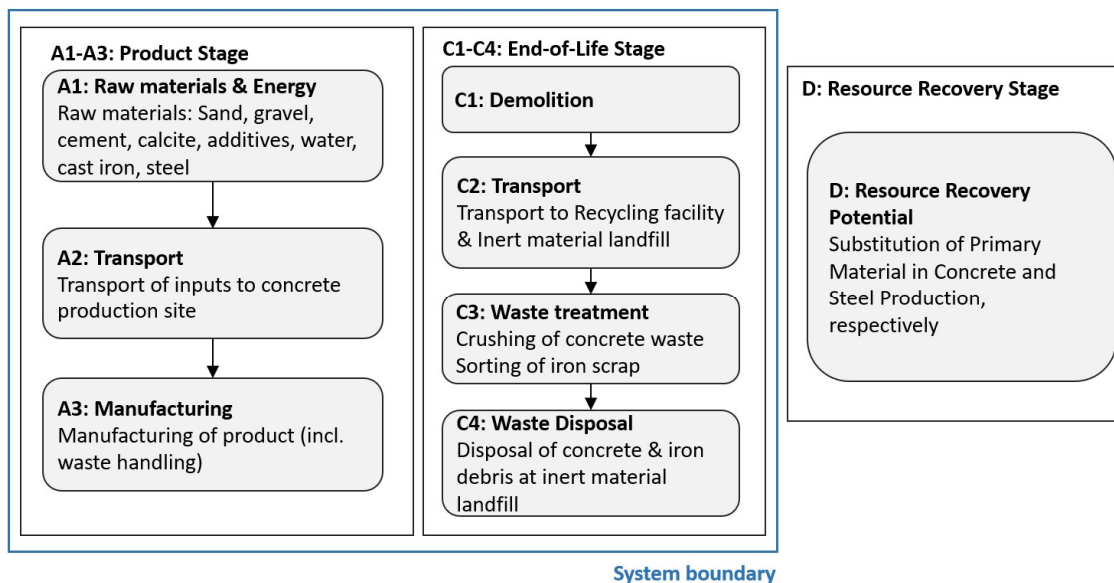 A1-A3: Product Stage
A1: Raw materials & Energy
Raw materials: Sand, gravel,
cement, calcite, additives, water,
cast iron, steel
A2: Transport
Transport of inputs to concrete
production site
A3: Manufacturing
Manufacturing of product (incl.
waste handling)
C1-C4: End-of-Life Stage
C1: Demolition
C2: Transport
Transport to Recycling facility
& Inert material landfill
C3: Waste treatment
Crushing of concrete waste
Sorting of iron scrap
C4: Waste Disposal
Disposal of concrete & iron
debris at inert material
landfill
D: Resource Recovery Stage
D: Resource Recovery
Potential
Substitution of Primary
Material in Concrete and
Steel Production,
respectively
System boundary